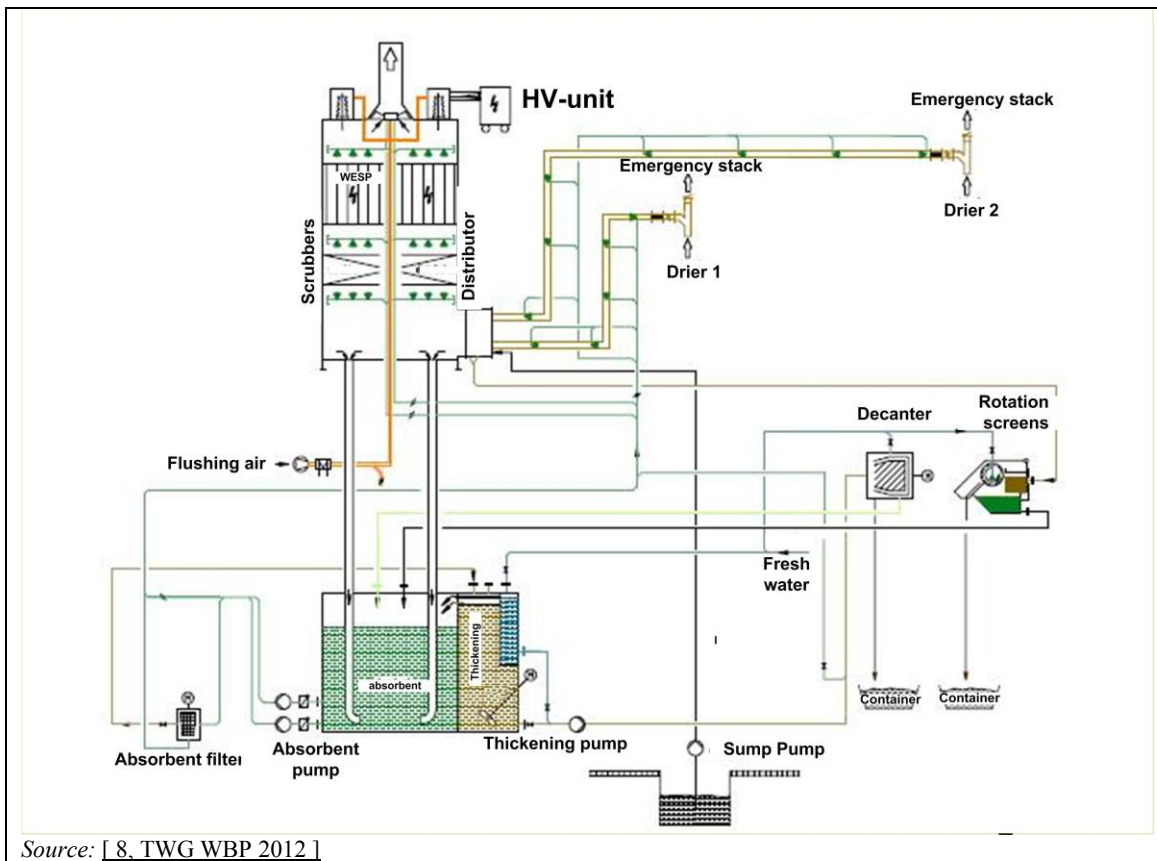 HV-unit
Emergency stack
WESP
Emergency stack
Scrubbers
Distributor
Drier 2
Drier 1
Decanter
Rotation
screens
Flushing air
Fresh
water
Thickening
absorbent
Container
Container
Absorbent filter
Absorbent
pump
Thickening pump
Sump Pump
Source: [ 8, TWG WBP 2012 ]